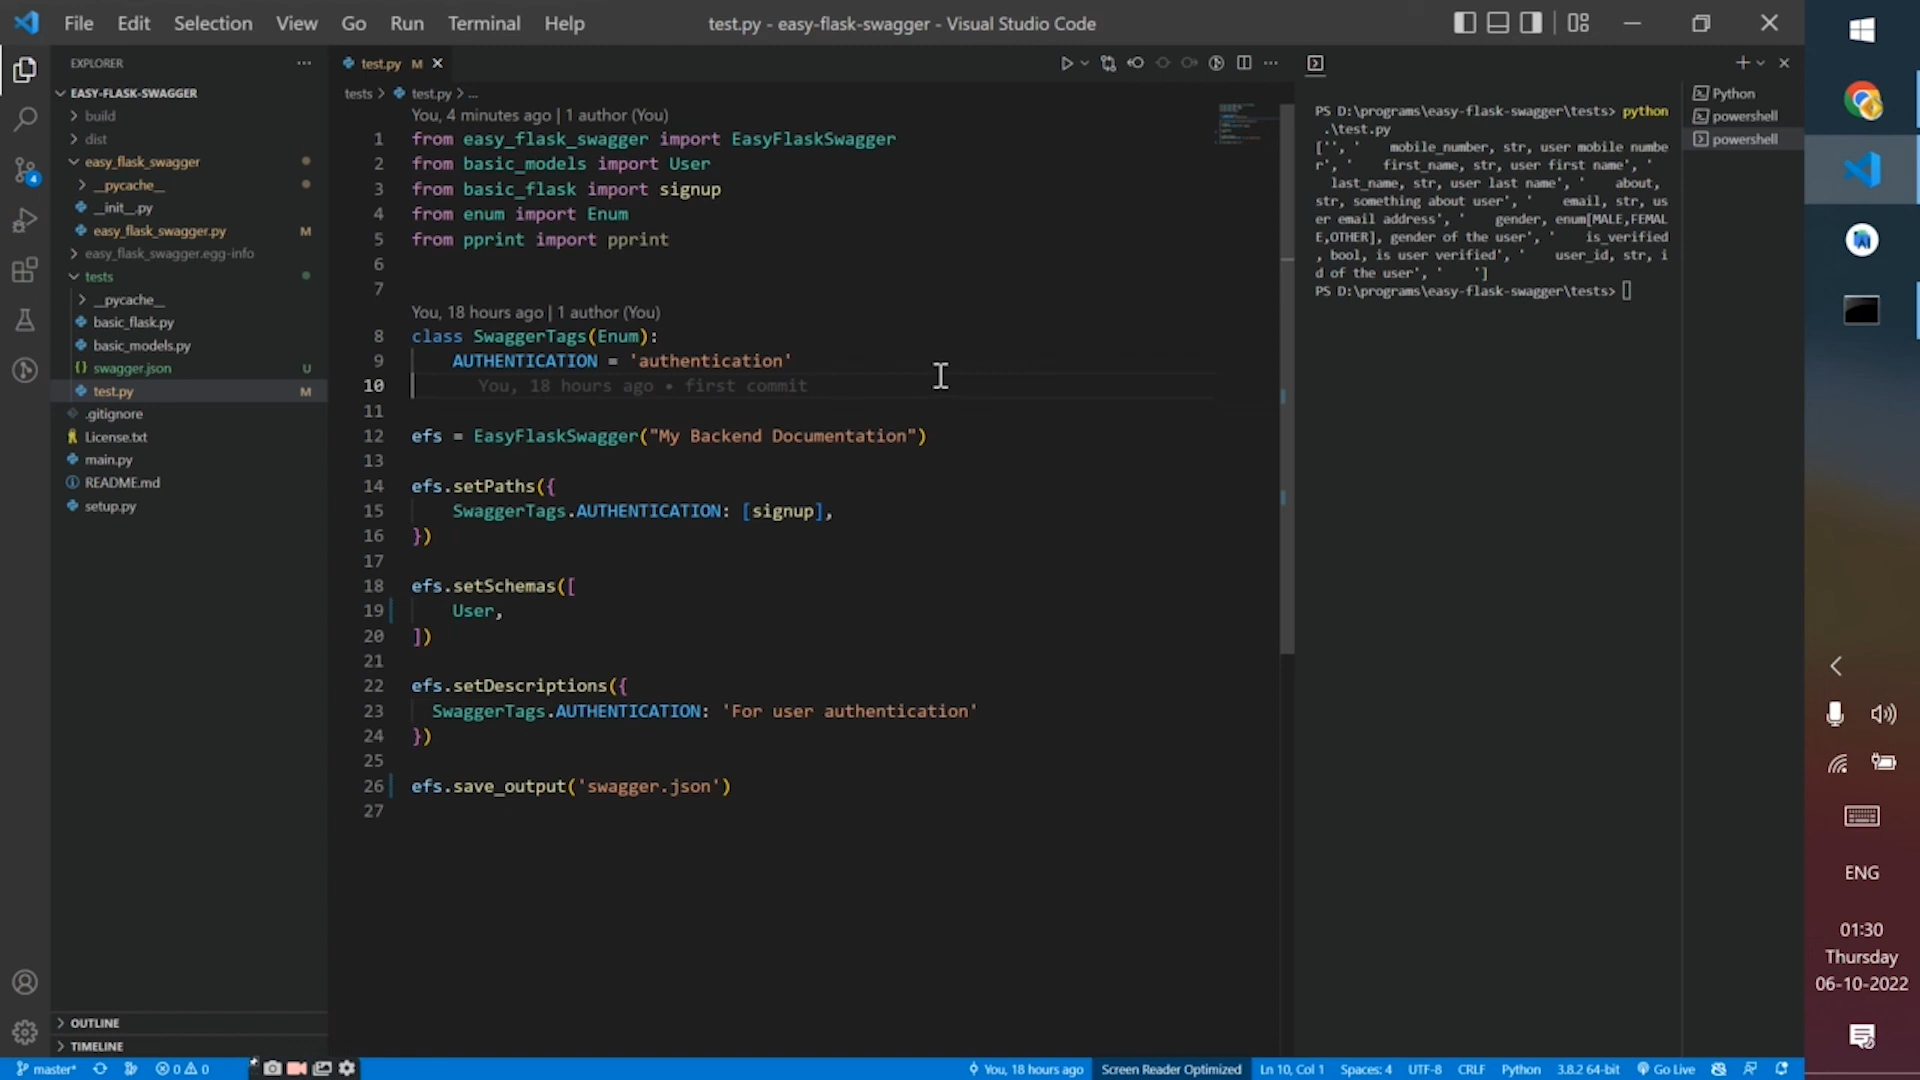 File Edit Selection View Go Run Terminal Help
test.py - easy-flask-swagger - Visual Studio Code
EXPLORER
EASY-FLASK-SWAGGER
build
dist
easy_flask_swagger
__pycache__
__init__.py
easy_flask_swagger.py M
easy_flask_swagger.egg-info
tests
__pycache__
basic_flask.py
basic_models.py
swagger.json U
test.py M
.gitignore
License.txt
main.py
README.md
setup.py
OUTLINE
TIMELINE
test.py M
tests > test.py > ...
You, 4 minutes ago | 1 author (You)
1 from easy_flask_swagger import EasyFlaskSwagger
2 from basic_models import User
3 from basic_flask import signup
4 from enum import Enum
5 from pprint import pprint
6
7
You, 18 hours ago | 1 author (You)
8 class SwaggerTags(Enum):
9 AUTHENTICATION = 'authentication'
10 You, 18 hours ago • first commit
11
12 efs = EasyFlaskSwagger("My Backend Documentation")
13
14 efs.setPaths({
15 SwaggerTags.AUTHENTICATION: [signup],
16 })
17
18 efs.setSchemas([
19 User,
20 ])
21
22 efs.setDescriptions({
23 SwaggerTags.AUTHENTICATION: 'For user authentication'
24 })
25
26 efs.save_output('swagger.json')
27
PS D:\programs\easy-flask-swagger\tests> python
.\test.py
['', ' mobile_number, str, user mobile numbe
r', ' first_name, str, user first name', '
last_name, str, user last name', ' about,
str, something about user', ' email, str, us
er email address', ' gender, enum[MALE,FEMAL
E,OTHER], gender of the user', ' is_verified
, bool, is user verified', ' user_id, str, i
d of the user', ' ']
PS D:\programs\easy-flask-swagger\tests>
Python
powershell
powershell
4
ENG
01:30
Thursday
06-10-2022
master* 0 0
You, 18 hours ago Screen Reader Optimized Ln 10, Col 1 Spaces: 4 UTF-8 CRLF Python 3.8.2 64-bit Go Live